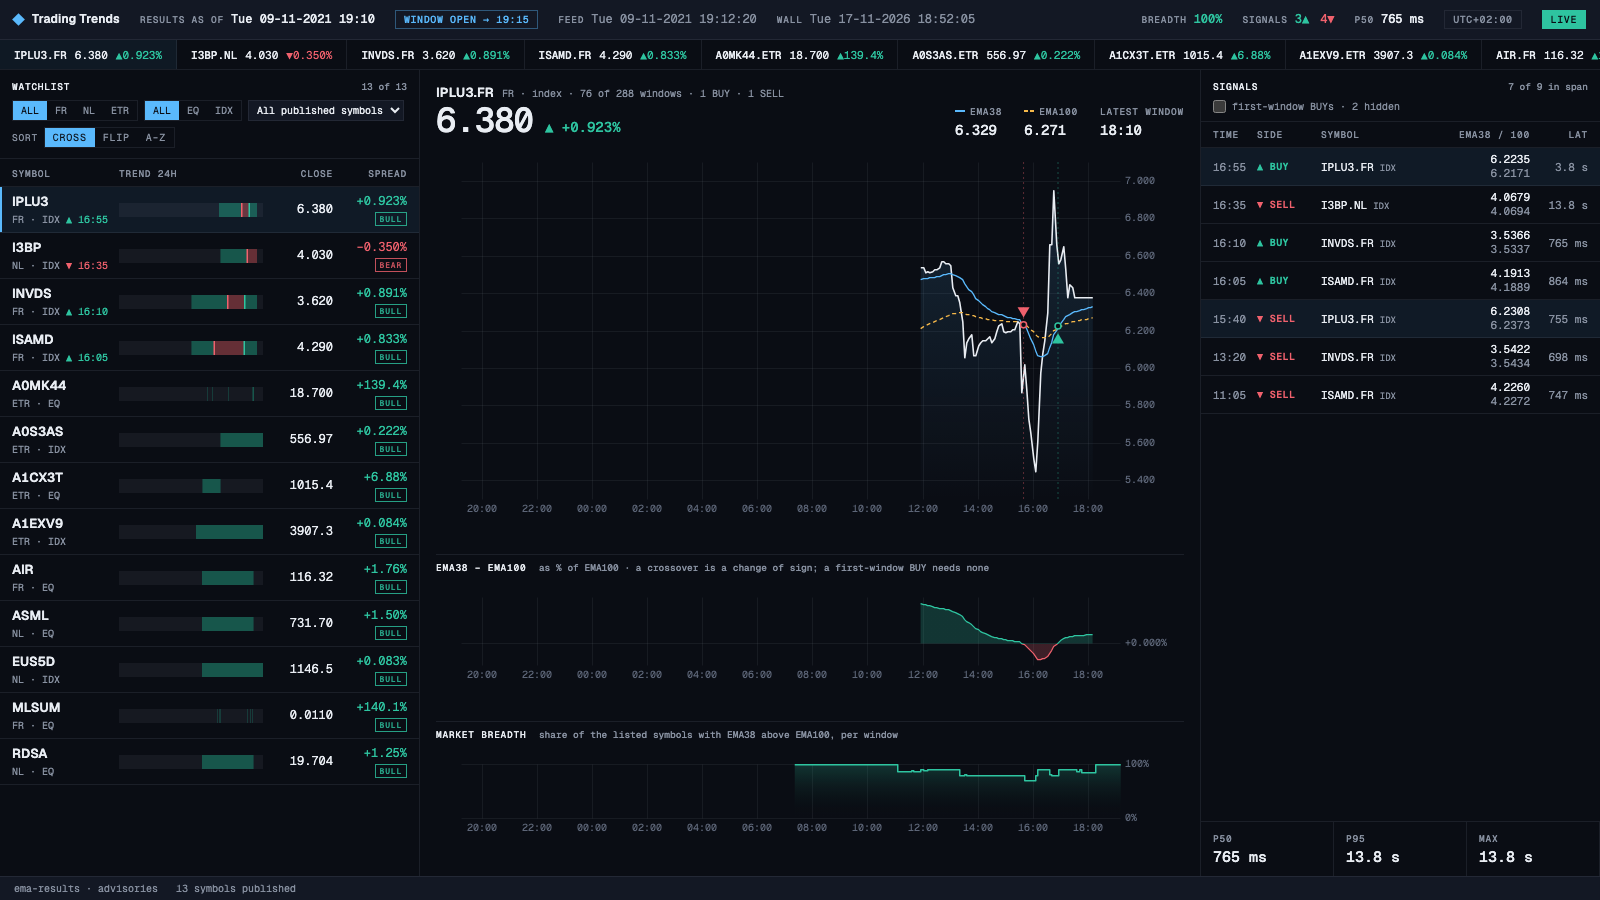 Trading Trends RESULTS AS OF Tue 09-11-2021 19:10 WINDOW OPEN → 19:15 FEED Tue 09-11-2021 19:12:20 WALL Tue 17-11-2026 18:52:05 BREADTH 100% SIGNALS 3▲ 4▼ P50 765 ms UTC+02:00 LIVE
IPLU3.FR 6.380 ▲0.923% I3BP.NL 4.030 ▼0.350% INVDS.FR 3.620 ▲0.891% ISAMD.FR 4.290 ▲0.833% A0MK44.ETR 18.700 ▲139.4% A0S3AS.ETR 556.97 ▲0.222% A1CX3T.ETR 1015.4 ▲6.88% A1EXV9.ETR 3907.3 ▲0.084% AIR.FR 116.32
WATCHLIST 13 of 13
ALL FR NL ETR ALL EQ IDX All published symbols
SORT CROSS FLIP A-Z
SYMBOL TREND 24H CLOSE SPREAD
IPLU3 6.380 +0.923%
FR · IDX ▲ 16:55 BULL
I3BP 4.030 −0.350%
NL · IDX ▼ 16:35 BEAR
INVDS 3.620 +0.891%
FR · IDX ▲ 16:10 BULL
ISAMD 4.290 +0.833%
FR · IDX ▲ 16:05 BULL
A0MK44 18.700 +139.4%
ETR · EQ BULL
A0S3AS 556.97 +0.222%
ETR · IDX BULL
A1CX3T 1015.4 +6.88%
ETR · EQ BULL
A1EXV9 3907.3 +0.084%
ETR · IDX BULL
AIR 116.32 +1.76%
FR · EQ BULL
ASML 731.70 +1.50%
NL · EQ BULL
EUS5D 1146.5 +0.083%
NL · IDX BULL
MLSUM 0.0110 +140.1%
FR · EQ BULL
RDSA 19.704 +1.25%
NL · EQ BULL
IPLU3.FR FR · index · 76 of 288 windows · 1 BUY · 1 SELL
6.380 ▲ +0.923%
EMA38 EMA100 LATEST WINDOW
6.329 6.271 18:10
7.000
6.800
6.600
6.400
6.200
6.000
5.800
5.600
5.400
20:00 22:00 00:00 02:00 04:00 06:00 08:00 10:00 12:00 14:00 16:00 18:00
EMA38 − EMA100 as % of EMA100 · a crossover is a change of sign; a first-window BUY needs none
+0.000%
20:00 22:00 00:00 02:00 04:00 06:00 08:00 10:00 12:00 14:00 16:00 18:00
MARKET BREADTH share of the listed symbols with EMA38 above EMA100, per window
100%
0%
20:00 22:00 00:00 02:00 04:00 06:00 08:00 10:00 12:00 14:00 16:00 18:00
SIGNALS 7 of 9 in span
first-window BUYs · 2 hidden
TIME SIDE SYMBOL EMA38 / 100 LAT
16:55 ▲ BUY IPLU3.FR IDX 6.2235 6.2171 3.8 s
16:35 ▼ SELL I3BP.NL IDX 4.0679 4.0694 13.8 s
16:10 ▲ BUY INVDS.FR IDX 3.5366 3.5337 765 ms
16:05 ▲ BUY ISAMD.FR IDX 4.1913 4.1889 864 ms
15:40 ▼ SELL IPLU3.FR IDX 6.2308 6.2373 755 ms
13:20 ▼ SELL INVDS.FR IDX 3.5422 3.5434 698 ms
11:05 ▼ SELL ISAMD.FR IDX 4.2260 4.2272 747 ms
P50 P95 MAX
765 ms 13.8 s 13.8 s
ema-results · advisories 13 symbols published